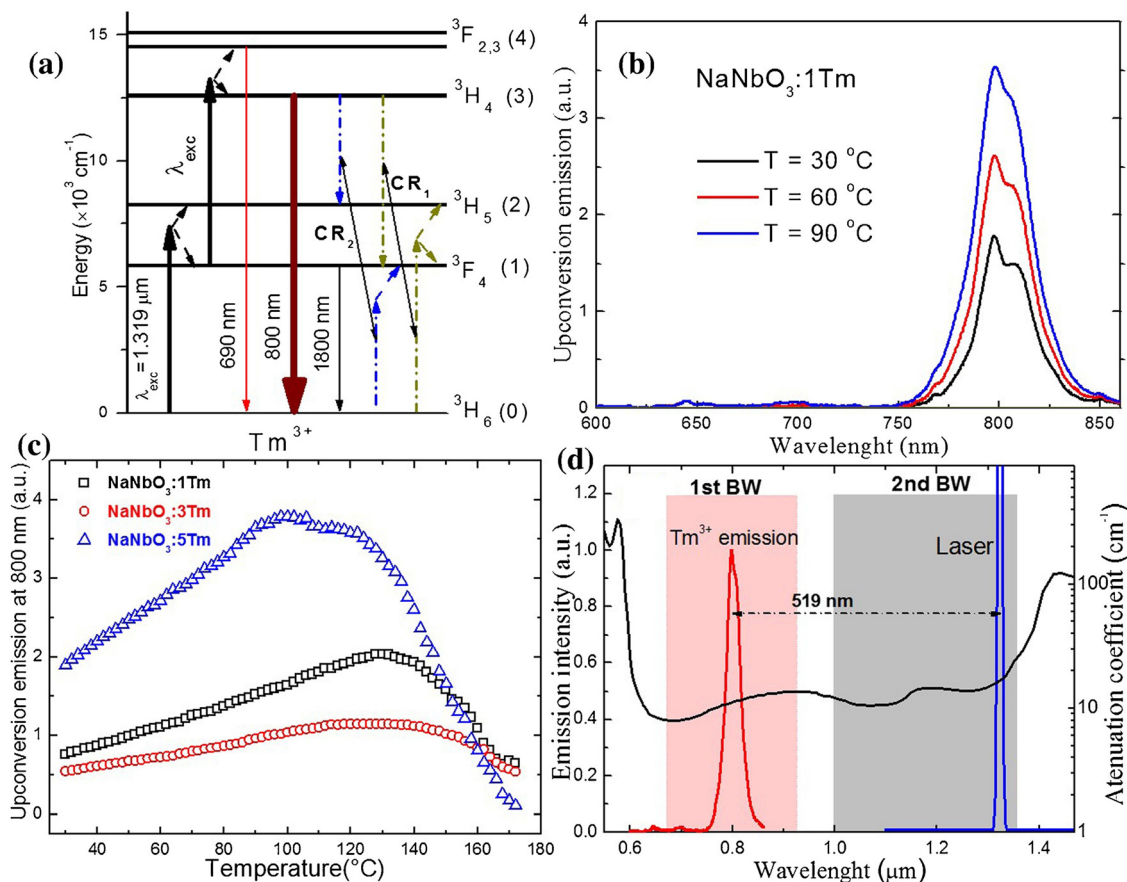 (a)
15
10
5
0
Energy (×10³ cm⁻¹)
³F₂,₃ (4)
³H₄ (3)
³H₅ (2)
³F₄ (1)
³H₆ (0)
λexc
λexc = 1.319 μm
690 nm
800 nm
1800 nm
CR₁
CR₂
Tm³⁺
(b)
NaNbO₃:1Tm
T = 30 °C
T = 60 °C
T = 90 °C
Upconversion emission (a.u.)
4
3
2
1
0
600 650 700 750 800 850
Wavelenght (nm)
(c)
NaNbO₃:1Tm
NaNbO₃:3Tm
NaNbO₃:5Tm
Upconversion emission at 800 nm (a.u.)
4
3
2
1
0
40 60 80 100 120 140 160 180
Temperature(°C)
(d)
1st BW
2nd BW
Tm³⁺ emission
Laser
519 nm
Emission intensity (a.u.)
1.2
1.0
0.8
0.6
0.4
0.2
0.0
Atenuation coefficient (cm⁻¹)
100
10
1
0.6 0.8 1.0 1.2 1.4
Wavelenght (μm)